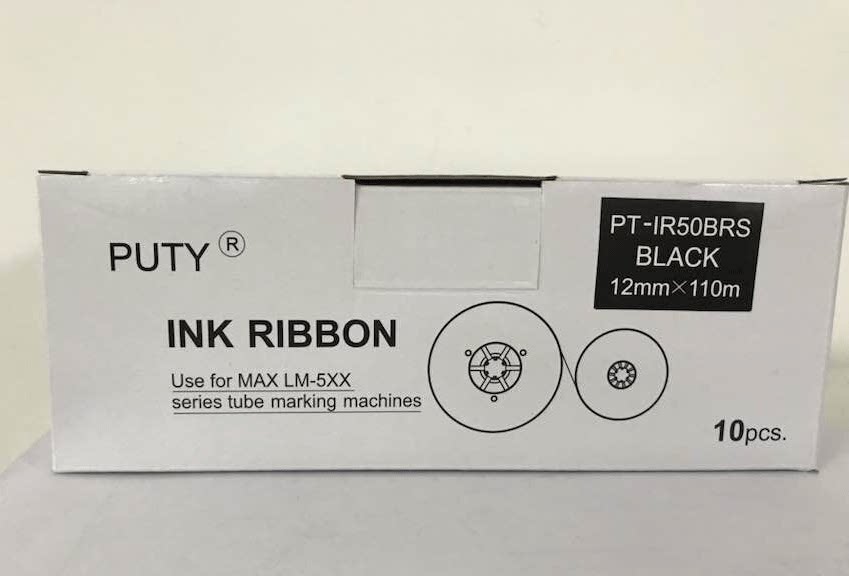 PUTY ®
PT-IR50BRS
BLACK
12mm×110m
INK RIBBON
Use for MAX LM-5XX
series tube marking machines
10pcs.